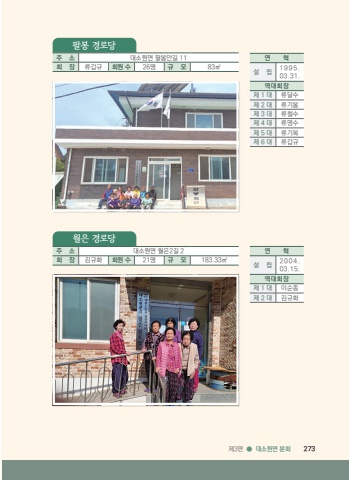 팔봉 경로당
주 소 대소원면 팔봉안길 11
회 장 류갑규 회원 수 26명 규 모 83㎡
연 혁
설 립 1995. 03.31.
역대회장
제 1 대 류달수
제 2 대 류기봉
제 3 대 류철수
제 4 대 류명수
제 5 대 류기복
제 6 대 류갑규
월은 경로당
주 소 대소원면 월은2길 2
회 장 김규화 회원 수 21명 규 모 183.33㎡
연 혁
설 립 2004. 03.15.
역대회장
제 1 대 이순종
제 2 대 김규화
제3편 ● 대소원면 문화 273